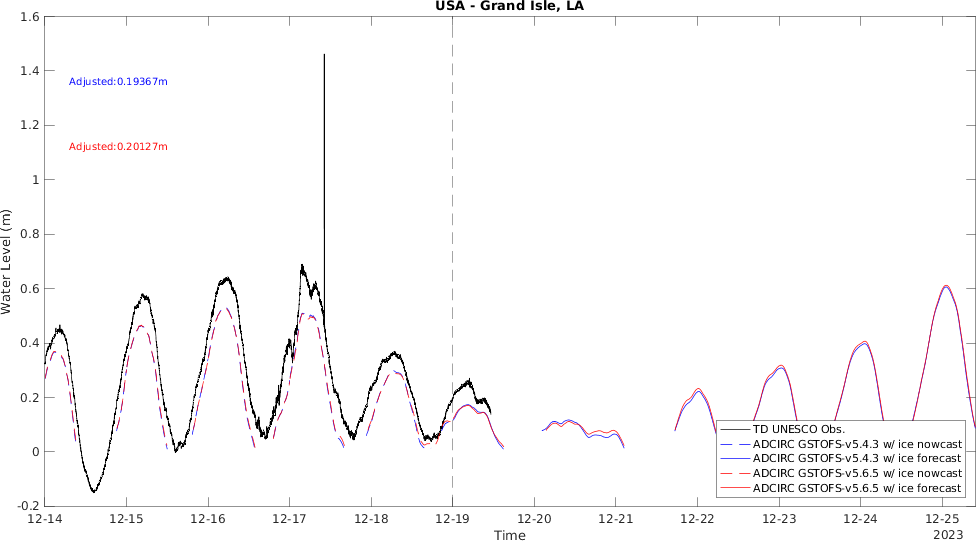 USA - Grand Isle, LA
1.6
1.4
1.2
1
0.8
0.6
0.4
0.2
0
-0.2
Water Level (m)
Adjusted:0.19367m
Adjusted:0.20127m
TD UNESCO Obs.
ADCIRC GSTOFS-v5.4.3 w/ ice nowcast
ADCIRC GSTOFS-v5.4.3 w/ ice forecast
ADCIRC GSTOFS-v5.6.5 w/ ice nowcast
ADCIRC GSTOFS-v5.6.5 w/ ice forecast
12-14 12-15 12-16 12-17 12-18 12-19 12-20 12-21 12-22 12-23 12-24 12-25
Time
2023